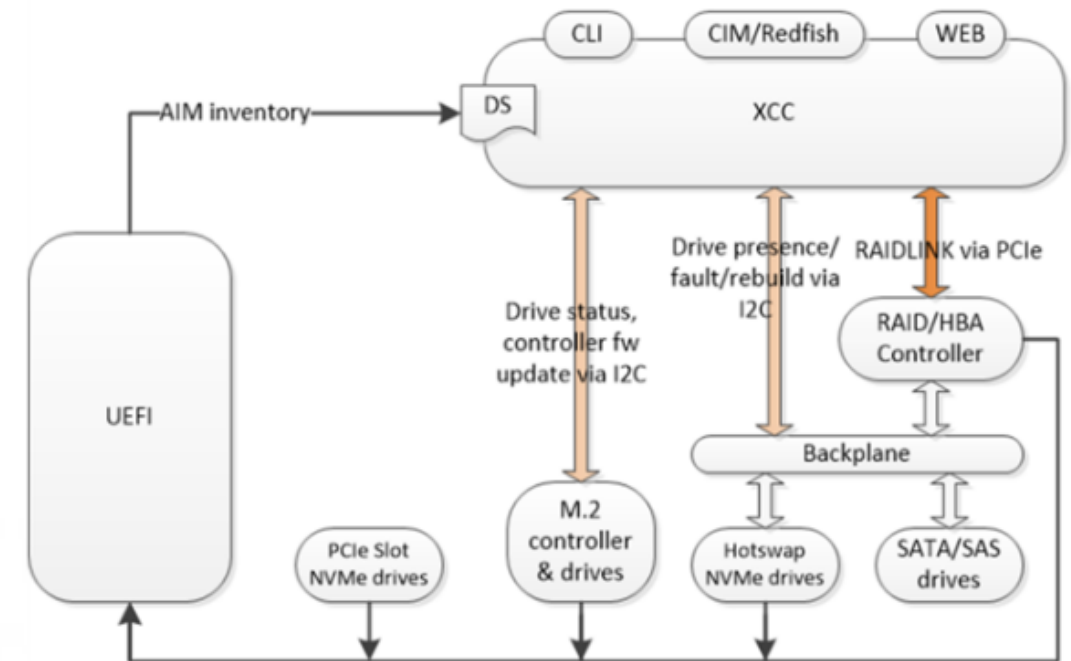 CLI
CIM/Redfish
WEB
AIM inventory
DS
XCC
Drive presence/
fault/rebuild via
I2C
RAIDLINK via PCIe
Drive status,
controller fw
update via I2C
RAID/HBA
Controller
UEFI
Backplane
PCIe Slot
NVMe drives
M.2
controller
& drives
Hotswap
NVMe drives
SATA/SAS
drives